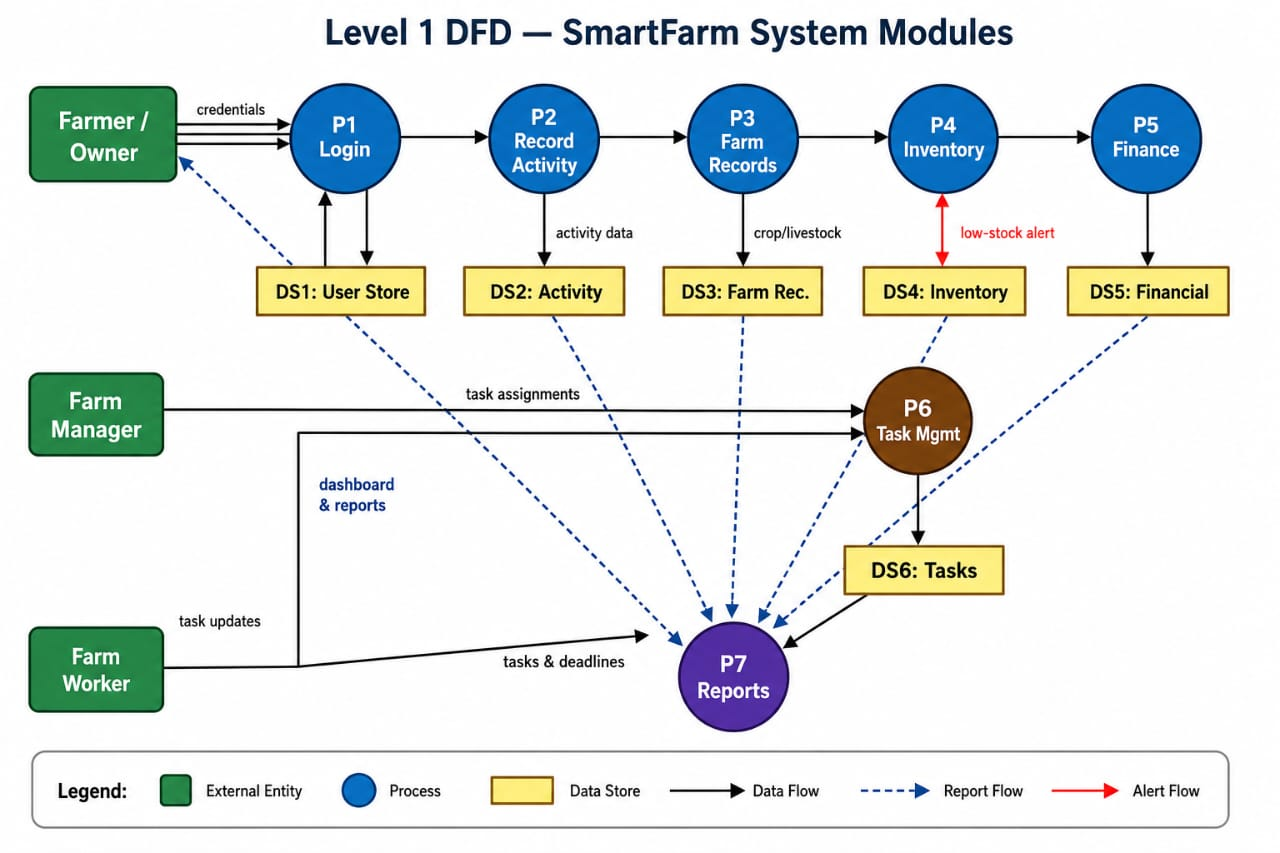 Level 1 DFD — SmartFarm System Modules
Farmer /
Owner
credentials
P1
Login
P2
Record
Activity
P3
Farm
Records
P4
Inventory
P5
Finance
activity data
crop/livestock
low-stock alert
DS1: User Store
DS2: Activity
DS3: Farm Rec.
DS4: Inventory
DS5: Financial
Farm
Manager
task assignments
P6
Task Mgmt
dashboard
& reports
DS6: Tasks
task updates
Farm
Worker
tasks & deadlines
P7
Reports
Legend:
External Entity
Process
Data Store
Data Flow
Report Flow
Alert Flow